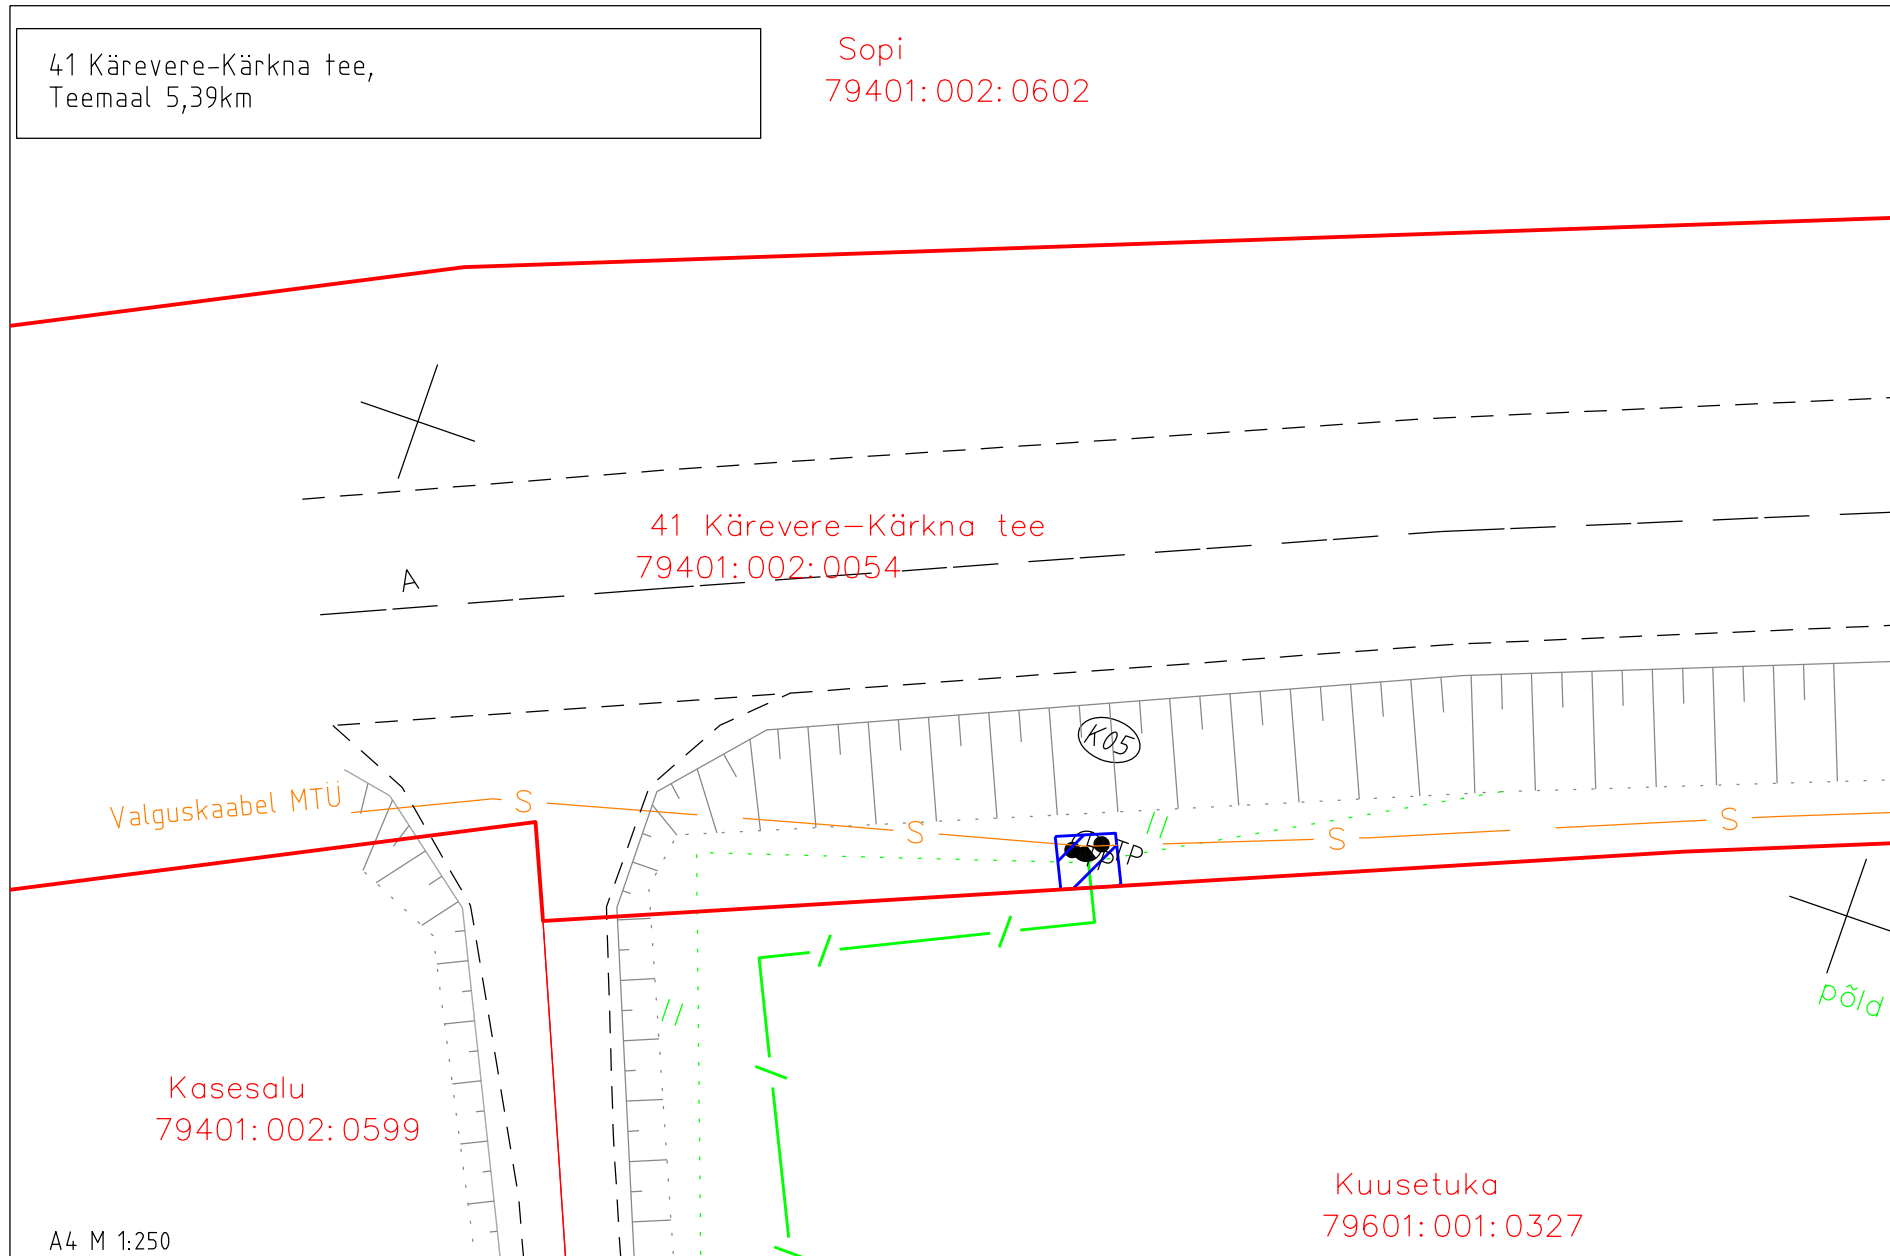 41 Kärevere-Kärkna tee,
Teemaal 5,39km
Sopi
79401:002:0602
41 Kärevere-Kärkna tee
79401:002:0054
A
K05
Valguskaabel MTÜ
S
S
S
S
TP
põld
Kasesalu
79401:002:0599
Kuusetuka
79601:001:0327
A4 M 1:250